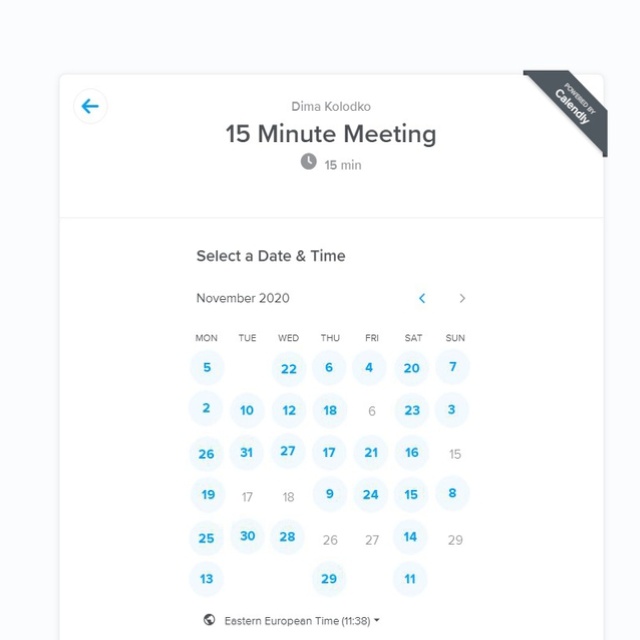 POWERED BY
Calendly
Dima Kolodko
15 Minute Meeting
15 min
Select a Date & Time
November 2020
MON TUE WED THU FRI SAT SUN
5 22 6 4 20 7
2 10 12 18 6 23 3
26 31 27 17 21 16 15
19 17 18 9 24 15 8
25 30 28 26 27 14 29
13 29 11
Eastern European Time (11:38)